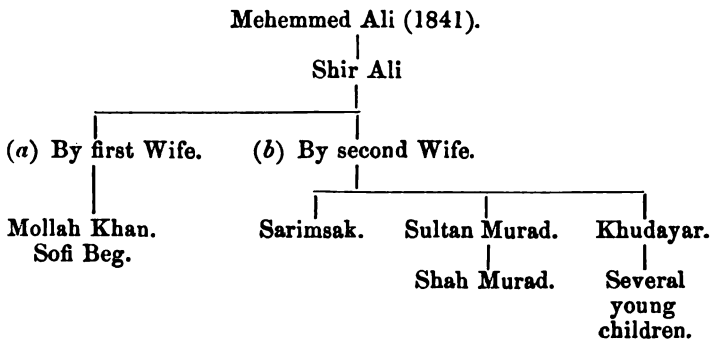 Mehemmed Ali (1841).
Shir Ali
(a) By first Wife. (b) By second Wife.
Mollah Khan. Sarimsak. Sultan Murad. Khudayar.
Sofi Beg. Shah Murad. Several
young
children.